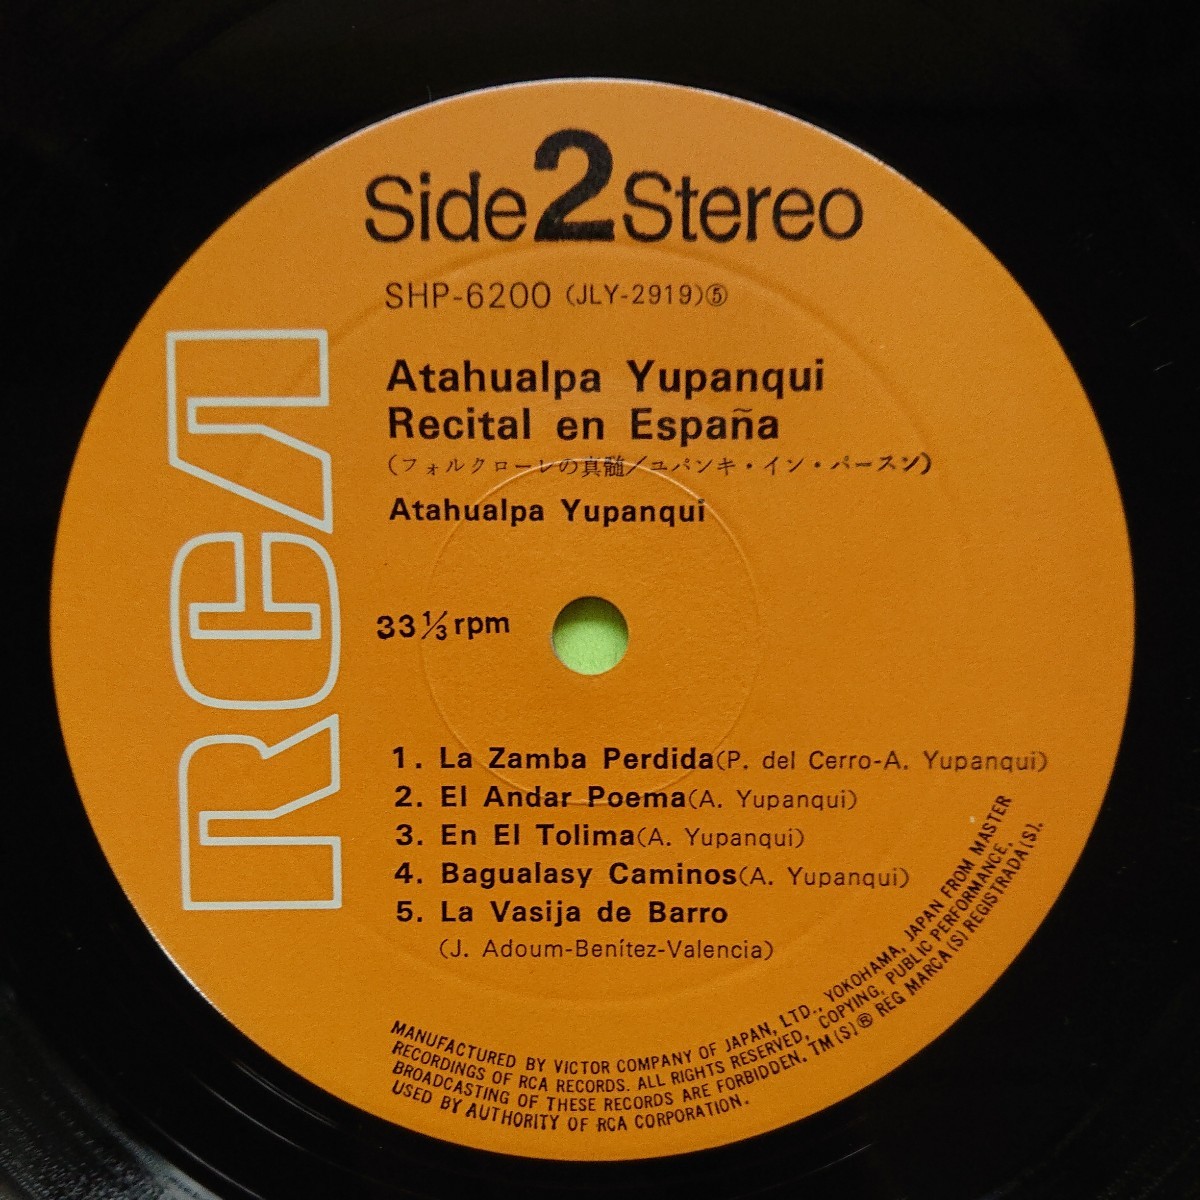 Side 2 Stereo
SHP-6200 (JLY-2919)⑤
Atahualpa Yupanqui
Recital en España
(フォルクローレの真髄/ユパンキ・イン・パースン)
Atahualpa Yupanqui
RCA
33 1/3 rpm
1. La Zamba Perdida(P. del Cerro-A. Yupanqui)
2. El Andar Poema(A. Yupanqui)
3. En El Tolima(A. Yupanqui)
4. Bagualasy Caminos(A. Yupanqui)
5. La Vasija de Barro
(J. Adoum-Benítez-Valencia)
MANUFACTURED BY VICTOR COMPANY OF JAPAN, LTD., YOKOHAMA, JAPAN FROM MASTER
RECORDINGS OF RCA RECORDS. ALL RIGHTS RESERVED, COPYING, PUBLIC PERFORMANCE,
BROADCASTING OF THESE RECORDS ARE FORBIDDEN. TM(S)® REG MARCA(S) REGISTRADA(S).
USED BY AUTHORITY OF RCA CORPORATION.